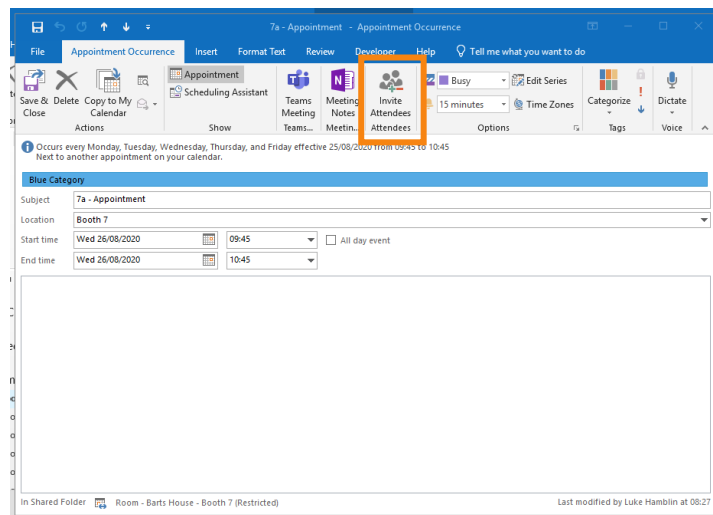 7a - Appointment - Appointment Occurrence
File Appointment Occurrence Insert Format Text Review Developer Help Tell me what you want to do
Save & Close
Delete
Copy to My Calendar
Actions
Appointment
Scheduling Assistant
Show
Teams Meeting
Teams...
Meeting Notes
Meetin...
Invite Attendees
Attendees
Busy
15 minutes
Edit Series
Time Zones
Options
Categorize
Tags
Dictate
Voice
Occurs every Monday, Tuesday, Wednesday, Thursday, and Friday effective 25/08/2020 from 09:45 to 10:45
Next to another appointment on your calendar.
Blue Category
Subject 7a - Appointment
Location Booth 7
Start time Wed 26/08/2020 09:45 All day event
End time Wed 26/08/2020 10:45
In Shared Folder Room - Barts House - Booth 7 (Restricted) Last modified by Luke Hamblin at 08:27